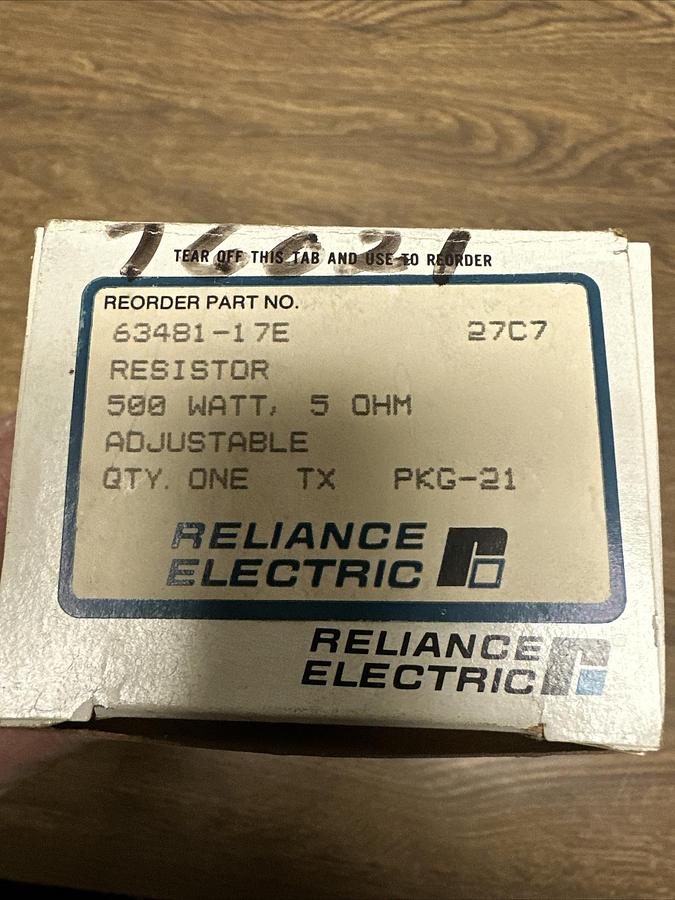 TEAR OFF THIS TAB AND USE TO REORDER
REORDER PART NO.
63481-17E 27C7
RESISTOR
500 WATT, 5 OHM
ADJUSTABLE
QTY. ONE TX PKG-21
RELIANCE
ELECTRIC
RELIANCE
ELECTRIC